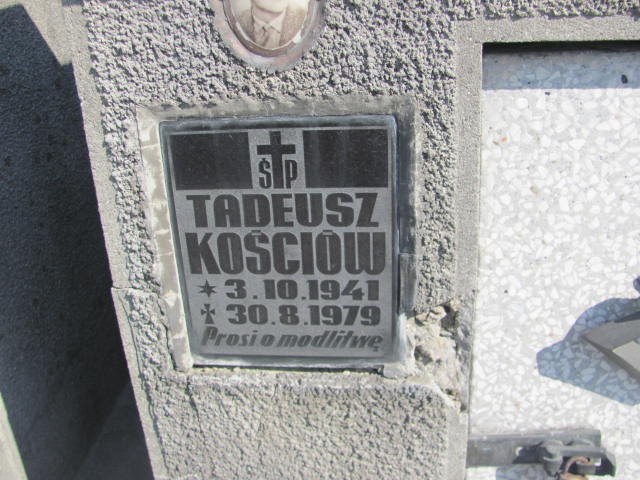 ŚP
TADEUSZ
KOŚCIÓW
* 3.10.1941
✝ 30.8.1979
Prosi o modlitwę